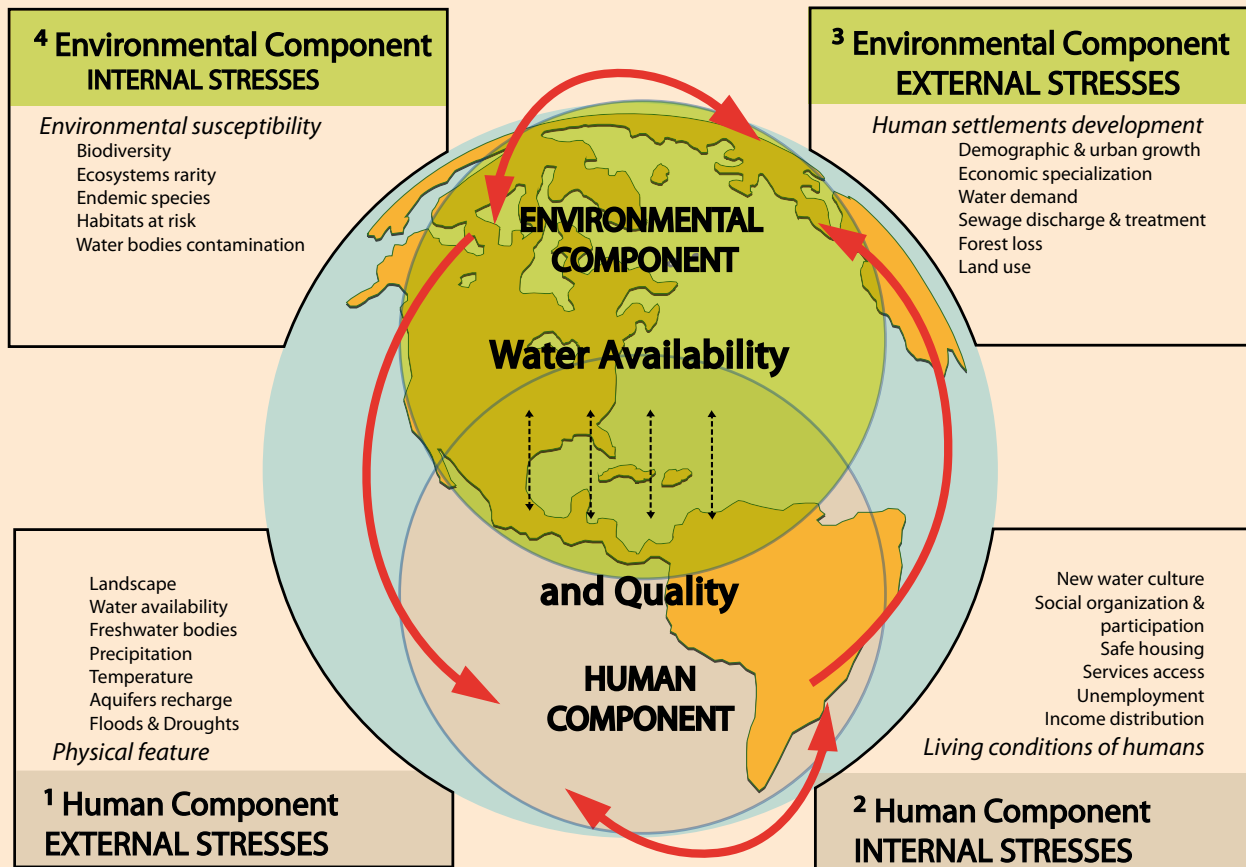 ⁴ Environmental Component
INTERNAL STRESSES
Environmental susceptibility
Biodiversity
Ecosystems rarity
Endemic species
Habitats at risk
Water bodies contamination
³ Environmental Component
EXTERNAL STRESSES
Human settlements development
Demographic & urban growth
Economic specialization
Water demand
Sewage discharge & treatment
Forest loss
Land use
ENVIRONMENTAL
COMPONENT
Water Availability
and Quality
HUMAN
COMPONENT
Landscape
Water availability
Freshwater bodies
Precipitation
Temperature
Aquifers recharge
Floods & Droughts
Physical feature
¹ Human Component
EXTERNAL STRESSES
New water culture
Social organization &
participation
Safe housing
Services access
Unemployment
Income distribution
Living conditions of humans
² Human Component
INTERNAL STRESSES